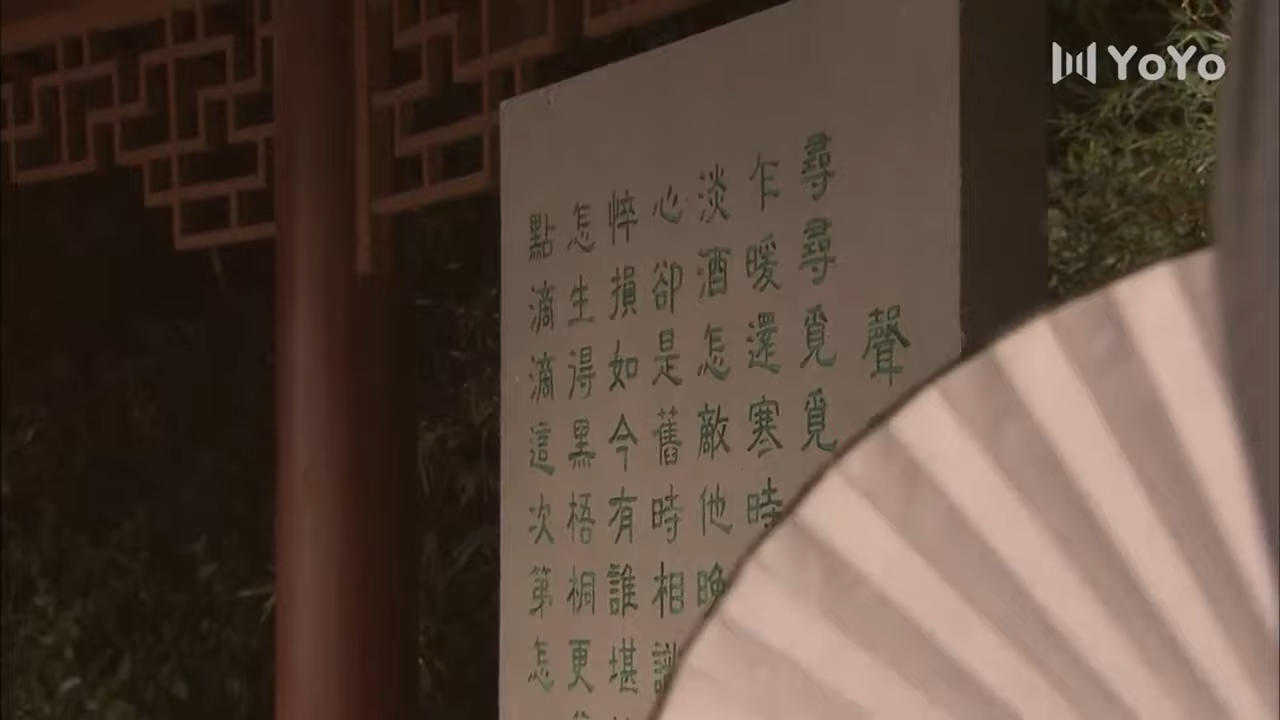 聲
尋尋覓覓
乍暖還寒時
淡酒怎敵他晚
心卻是舊時相識
悴損如今有誰堪
怎生得黑梧桐更
點滴滴這次第怎
YoYo